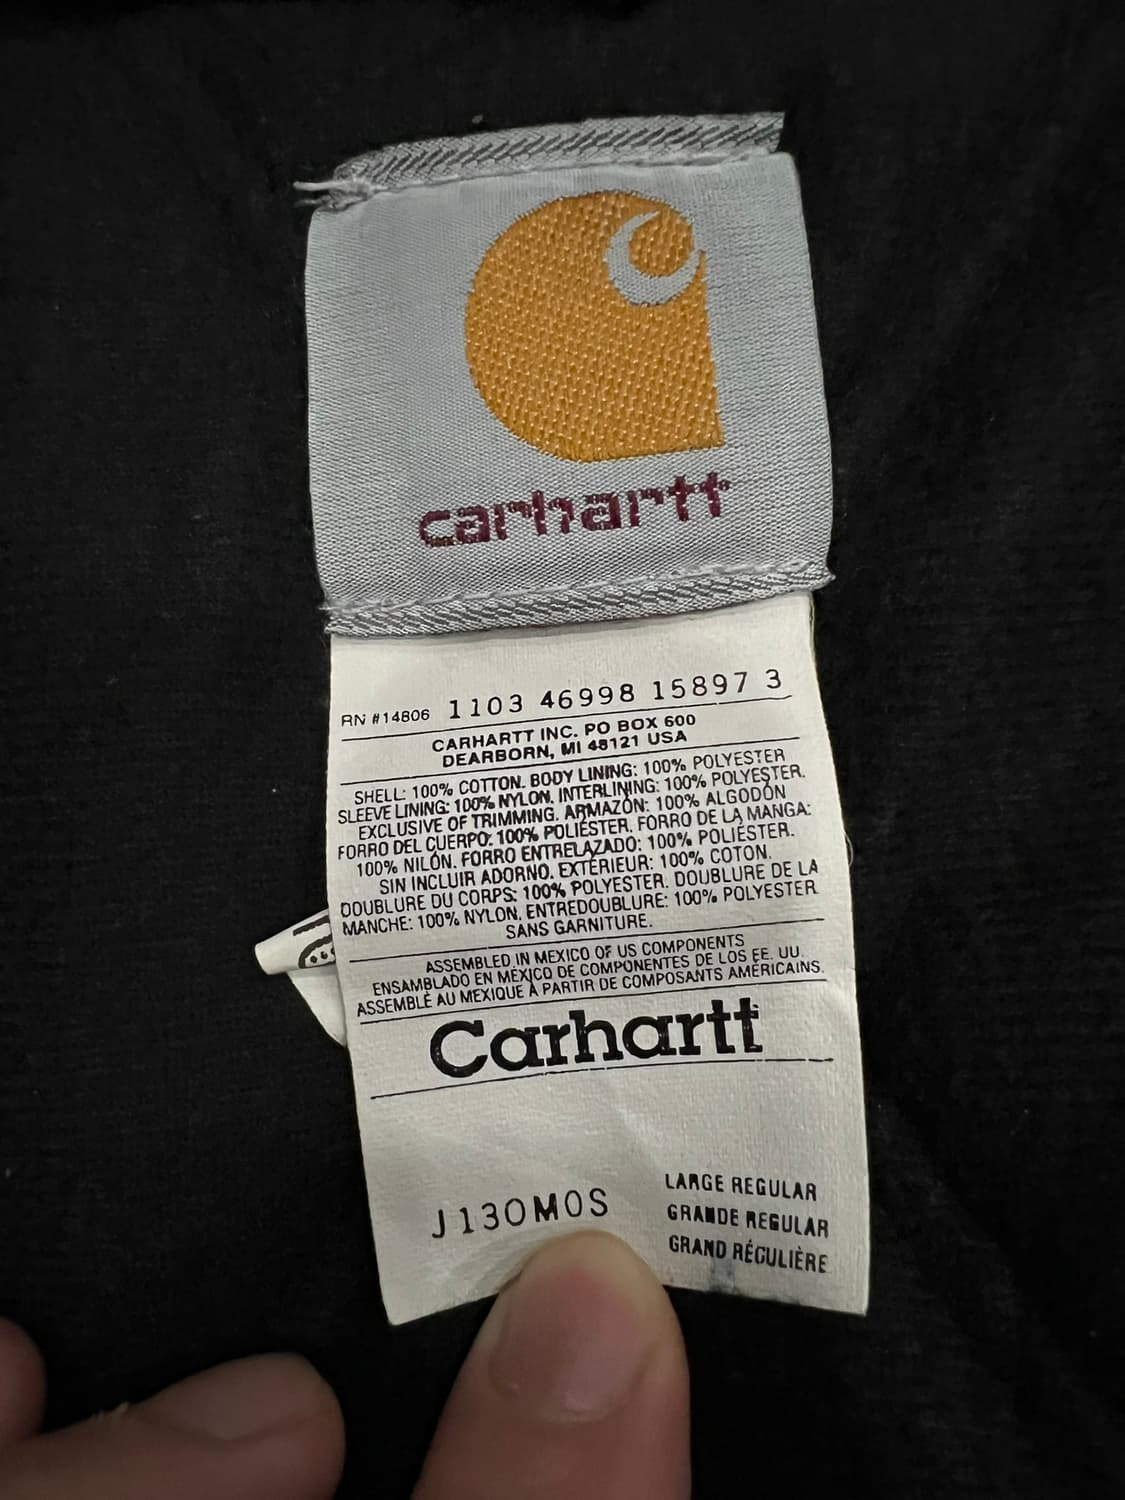 carhartt
RN #14806 1103 46998 15897 3
CARHARTT INC. PO BOX 600
DEARBORN, MI 48121 USA
SHELL: 100% COTTON. BODY LINING: 100% POLYESTER
SLEEVE LINING: 100% NYLON. INTERLINING: 100% POLYESTER.
EXCLUSIVE OF TRIMMING. ARMAZÓN: 100% ALGODÓN
FORRO DEL CUERPO: 100% POLIÉSTER. FORRO DE LA MANGA:
100% NILÓN. FORRO ENTRELAZADO: 100% POLIÉSTER.
SIN INCLUIR ADORNO. EXTÉRIEUR: 100% COTON.
DOUBLURE DU CORPS: 100% POLYESTER. DOUBLURE DE LA
MANCHE: 100% NYLON. ENTREDOUBLURE: 100% POLYESTER
SANS GARNITURE.
ASSEMBLED IN MEXICO OF US COMPONENTS
ENSAMBLADO EN MÉXICO DE COMPONENTES DE LOS EE. UU.
ASSEMBLÉ AU MEXIQUE À PARTIR DE COMPOSANTS AMÉRICAINS.
Carhartt
J130MOS
LARGE REGULAR
GRANDE REGULAR
GRAND RÉGULIÈRE